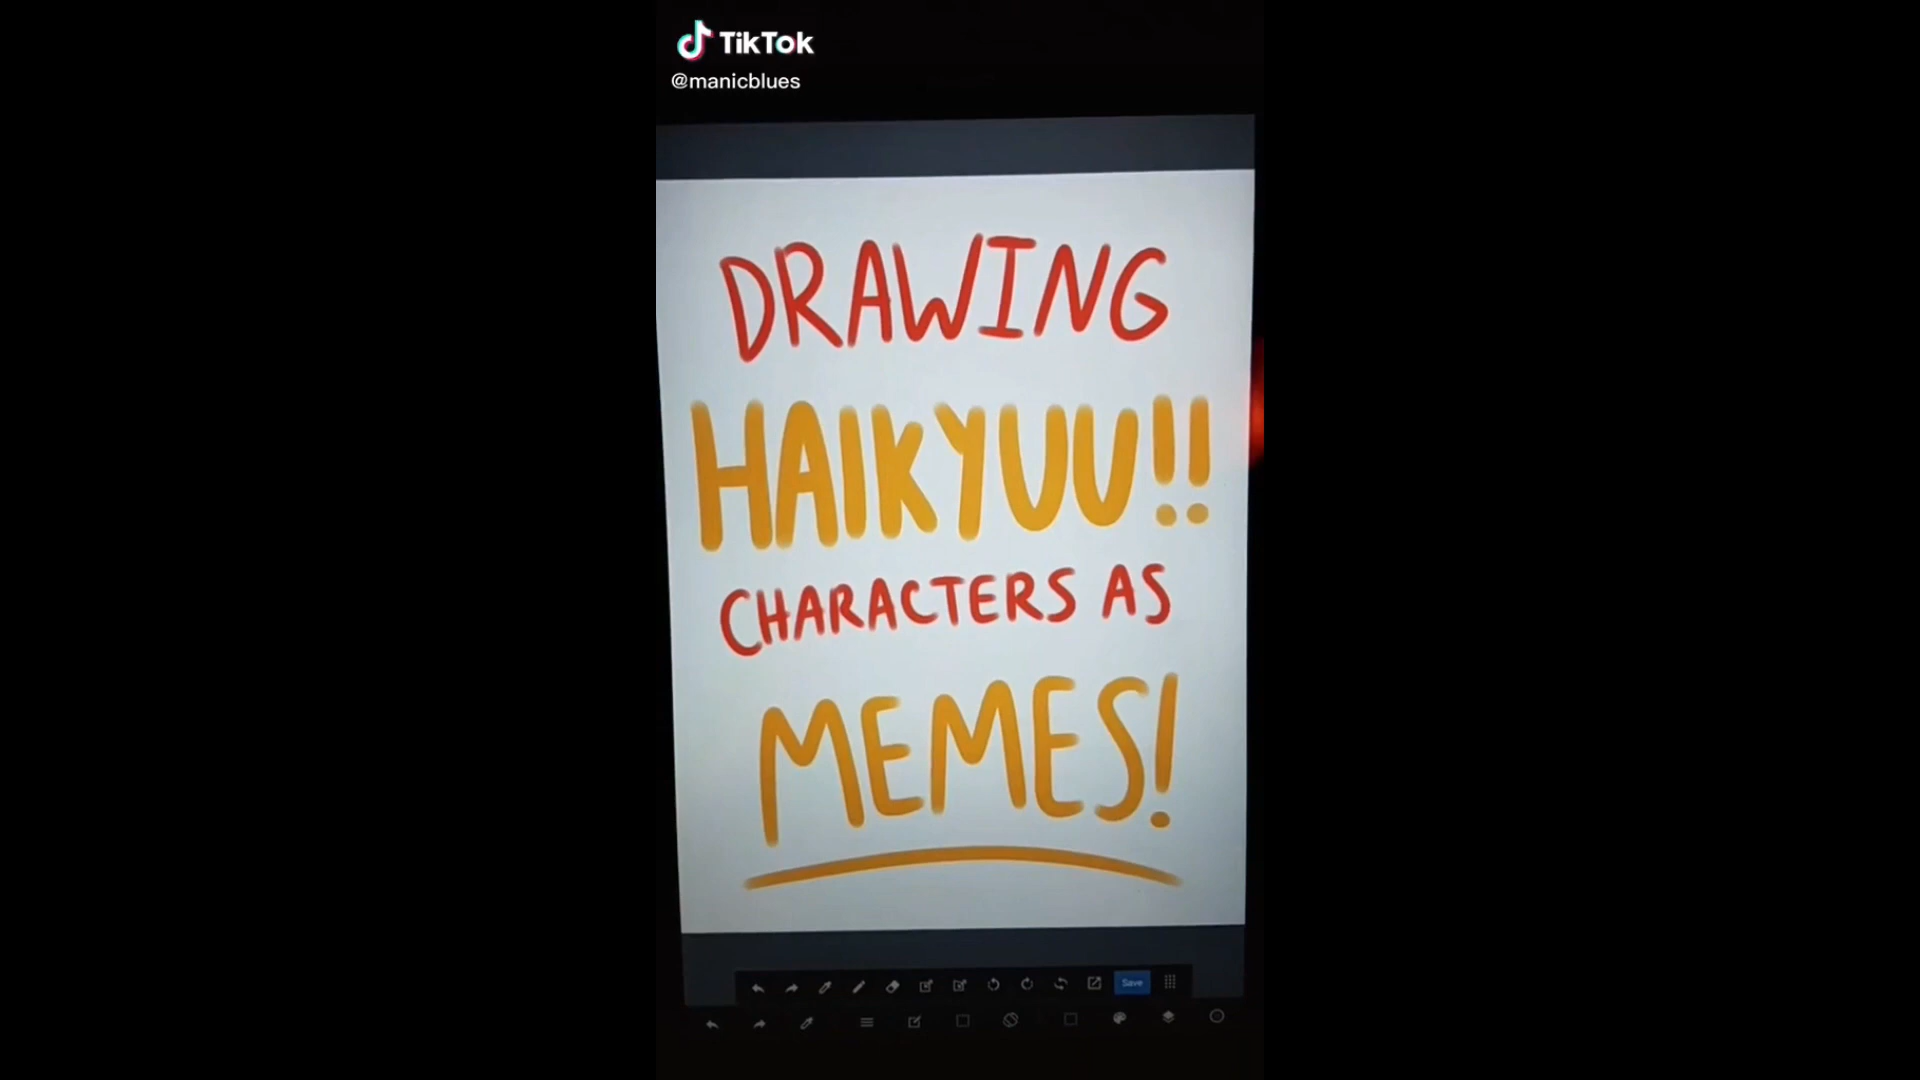 TikTok
@manicblues
DRAWING
HAIKYUU!!
CHARACTERS AS
MEMES!
Save